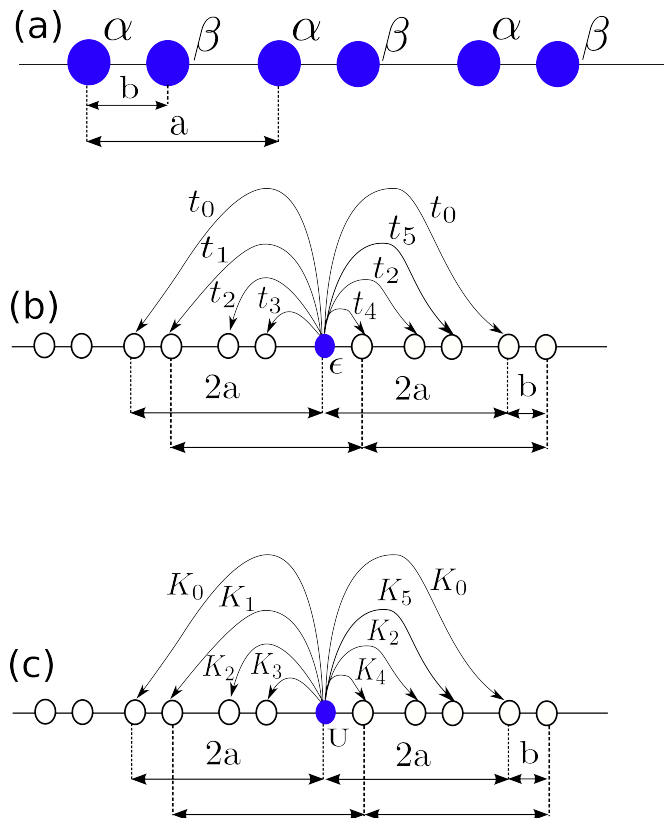 (a) α β α β α β
b
a
t₀ t₀
t₁ t₅
t₂ t₃ t₄ t₂
(b)
ϵ
2a 2a b
K₀ K₁ K₅ K₀
K₂ K₃ K₄ K₂
(c)
U
2a 2a b